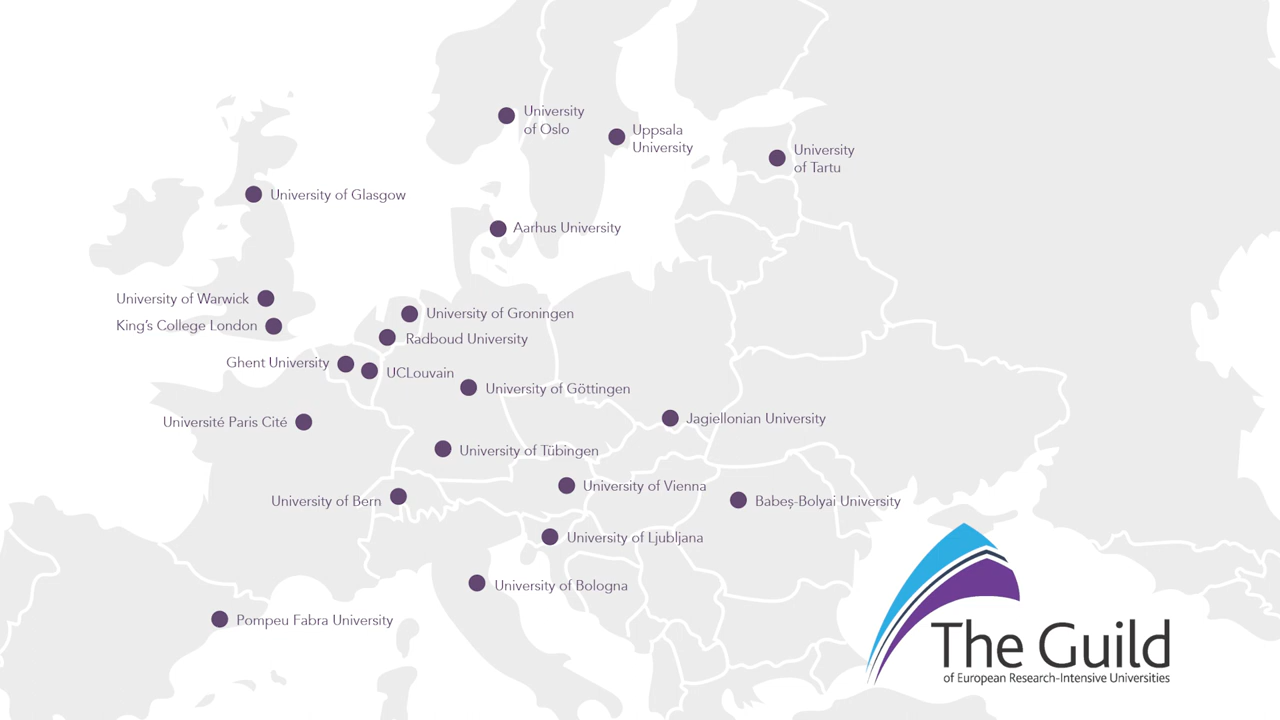 University
of Oslo
Uppsala
University
University
of Tartu
University of Glasgow
Aarhus University
University of Warwick
University of Groningen
King's College London
Radboud University
Ghent University
UCLouvain
University of Göttingen
Université Paris Cité
Jagiellonian University
University of Tübingen
University of Vienna
University of Bern
Babeș-Bolyai University
University of Ljubljana
University of Bologna
Pompeu Fabra University
The Guild
of European Research-Intensive Universities